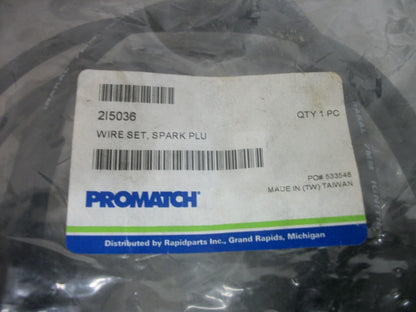 2I5036
QTY 1 PC
WIRE SET, SPARK PLU
PO# 533548
MADE IN (TW) TAIWAN
PROMATCH®
Distributed by Rapidparts Inc., Grand Rapids, Michigan